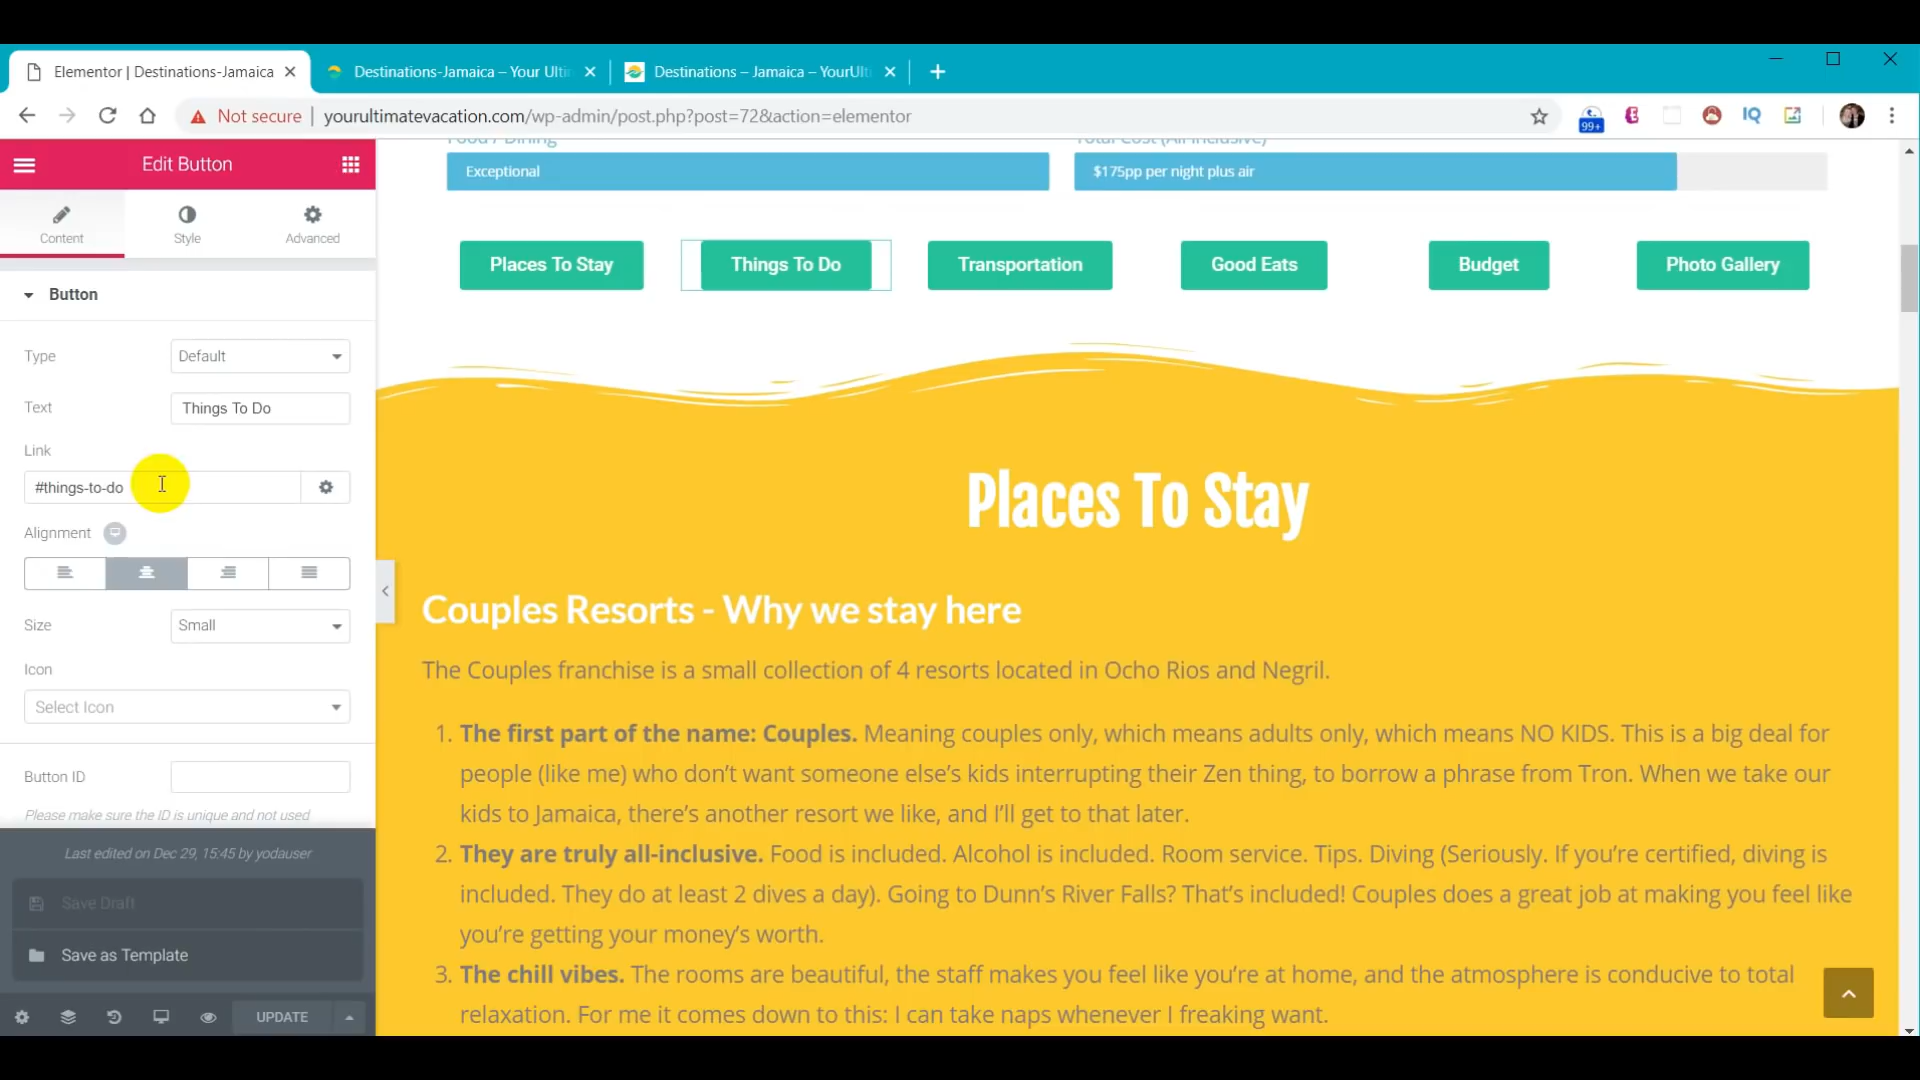 Elementor | Destinations-Jamaica
Destinations-Jamaica – Your Ulti
Destinations – Jamaica – YourUlt
Not secure
yourultimatevacation.com/wp-admin/post.php?post=72&action=elementor
99+
IQ
Edit Button
Content
Style
Advanced
Button
Type
Default
Text
Things To Do
Link
#things-to-do
Alignment
Size
Small
Icon
Select Icon
Button ID
Please make sure the ID is unique and not used
Last edited on Dec 29, 15:45 by yodauser
Save Draft
Save as Template
UPDATE
Food / Dining
Total Cost (All Inclusive)
Exceptional
$175pp per night plus air
Places To Stay
Things To Do
Transportation
Good Eats
Budget
Photo Gallery
Places To Stay
Couples Resorts - Why we stay here
The Couples franchise is a small collection of 4 resorts located in Ocho Rios and Negril.
1. The first part of the name: Couples. Meaning couples only, which means adults only, which means NO KIDS. This is a big deal for
people (like me) who don't want someone else's kids interrupting their Zen thing, to borrow a phrase from Tron. When we take our
kids to Jamaica, there's another resort we like, and I'll get to that later.
2. They are truly all-inclusive. Food is included. Alcohol is included. Room service. Tips. Diving (Seriously. If you're certified, diving is
included. They do at least 2 dives a day). Going to Dunn's River Falls? That's included! Couples does a great job at making you feel like
you're getting your money's worth.
3. The chill vibes. The rooms are beautiful, the staff makes you feel like you're at home, and the atmosphere is conducive to total
relaxation. For me it comes down to this: I can take naps whenever I freaking want.